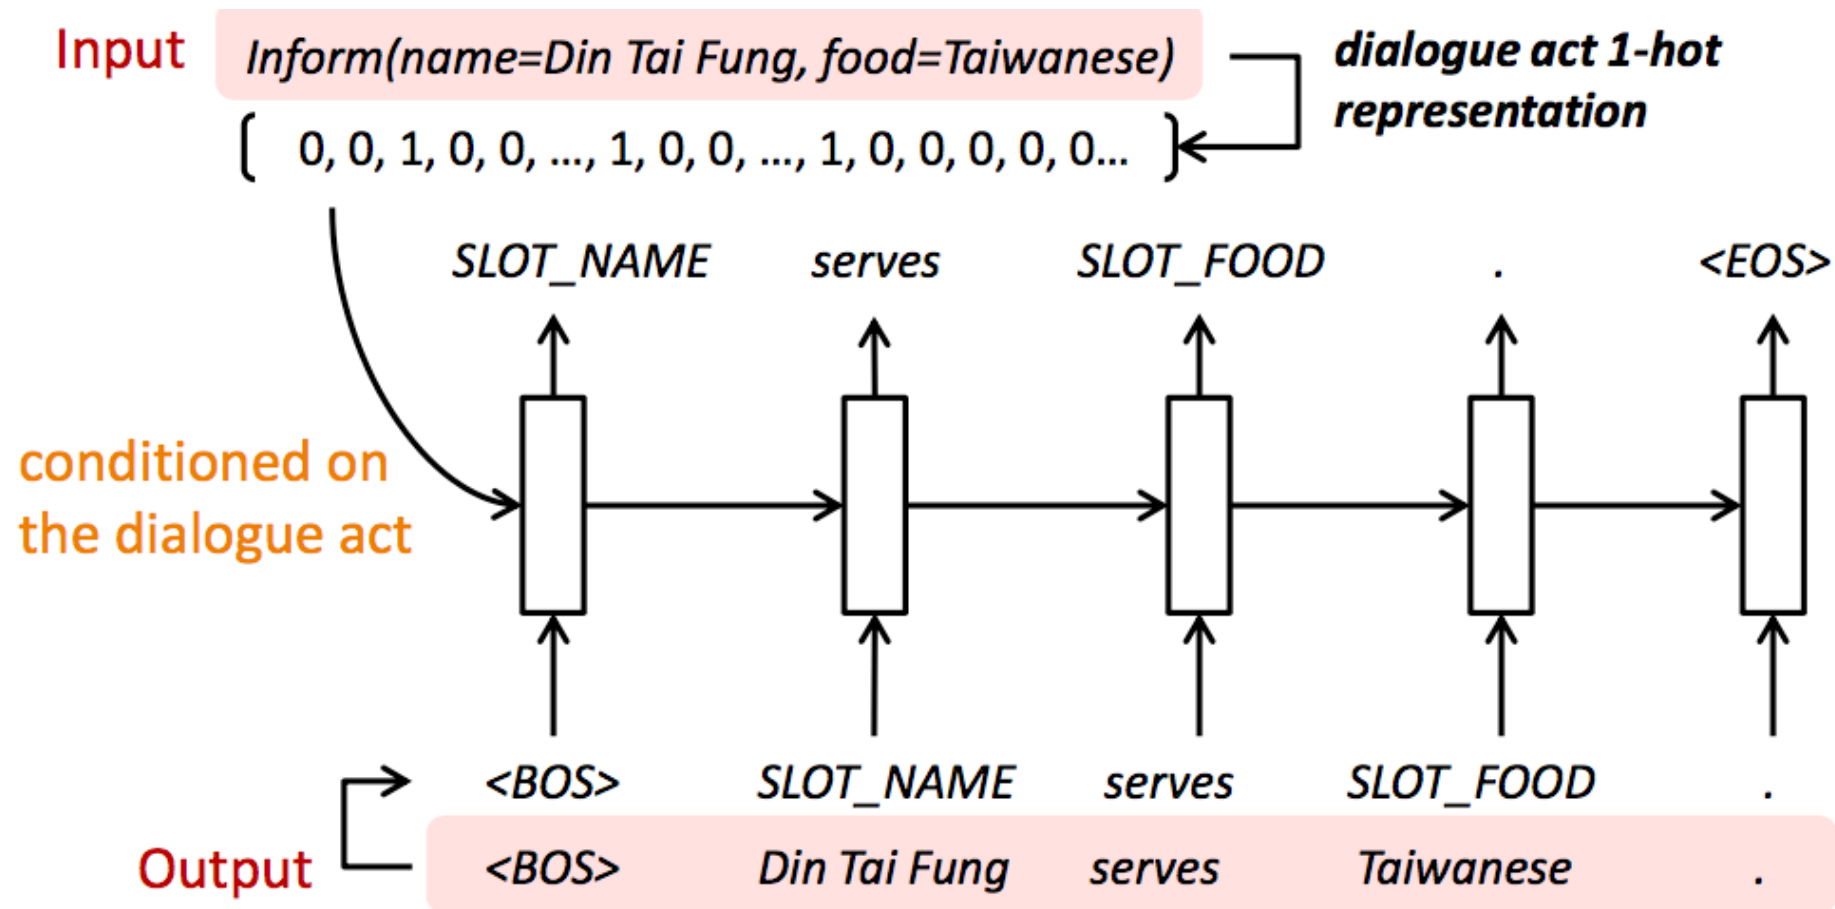 Input Inform(name=Din Tai Fung, food=Taiwanese)
dialogue act 1-hot
representation
[ 0, 0, 1, 0, 0, ..., 1, 0, 0, ..., 1, 0, 0, 0, 0, 0... ]
SLOT_NAME serves SLOT_FOOD . <EOS>
conditioned on
the dialogue act
<BOS> SLOT_NAME serves SLOT_FOOD .
Output <BOS> Din Tai Fung serves Taiwanese .